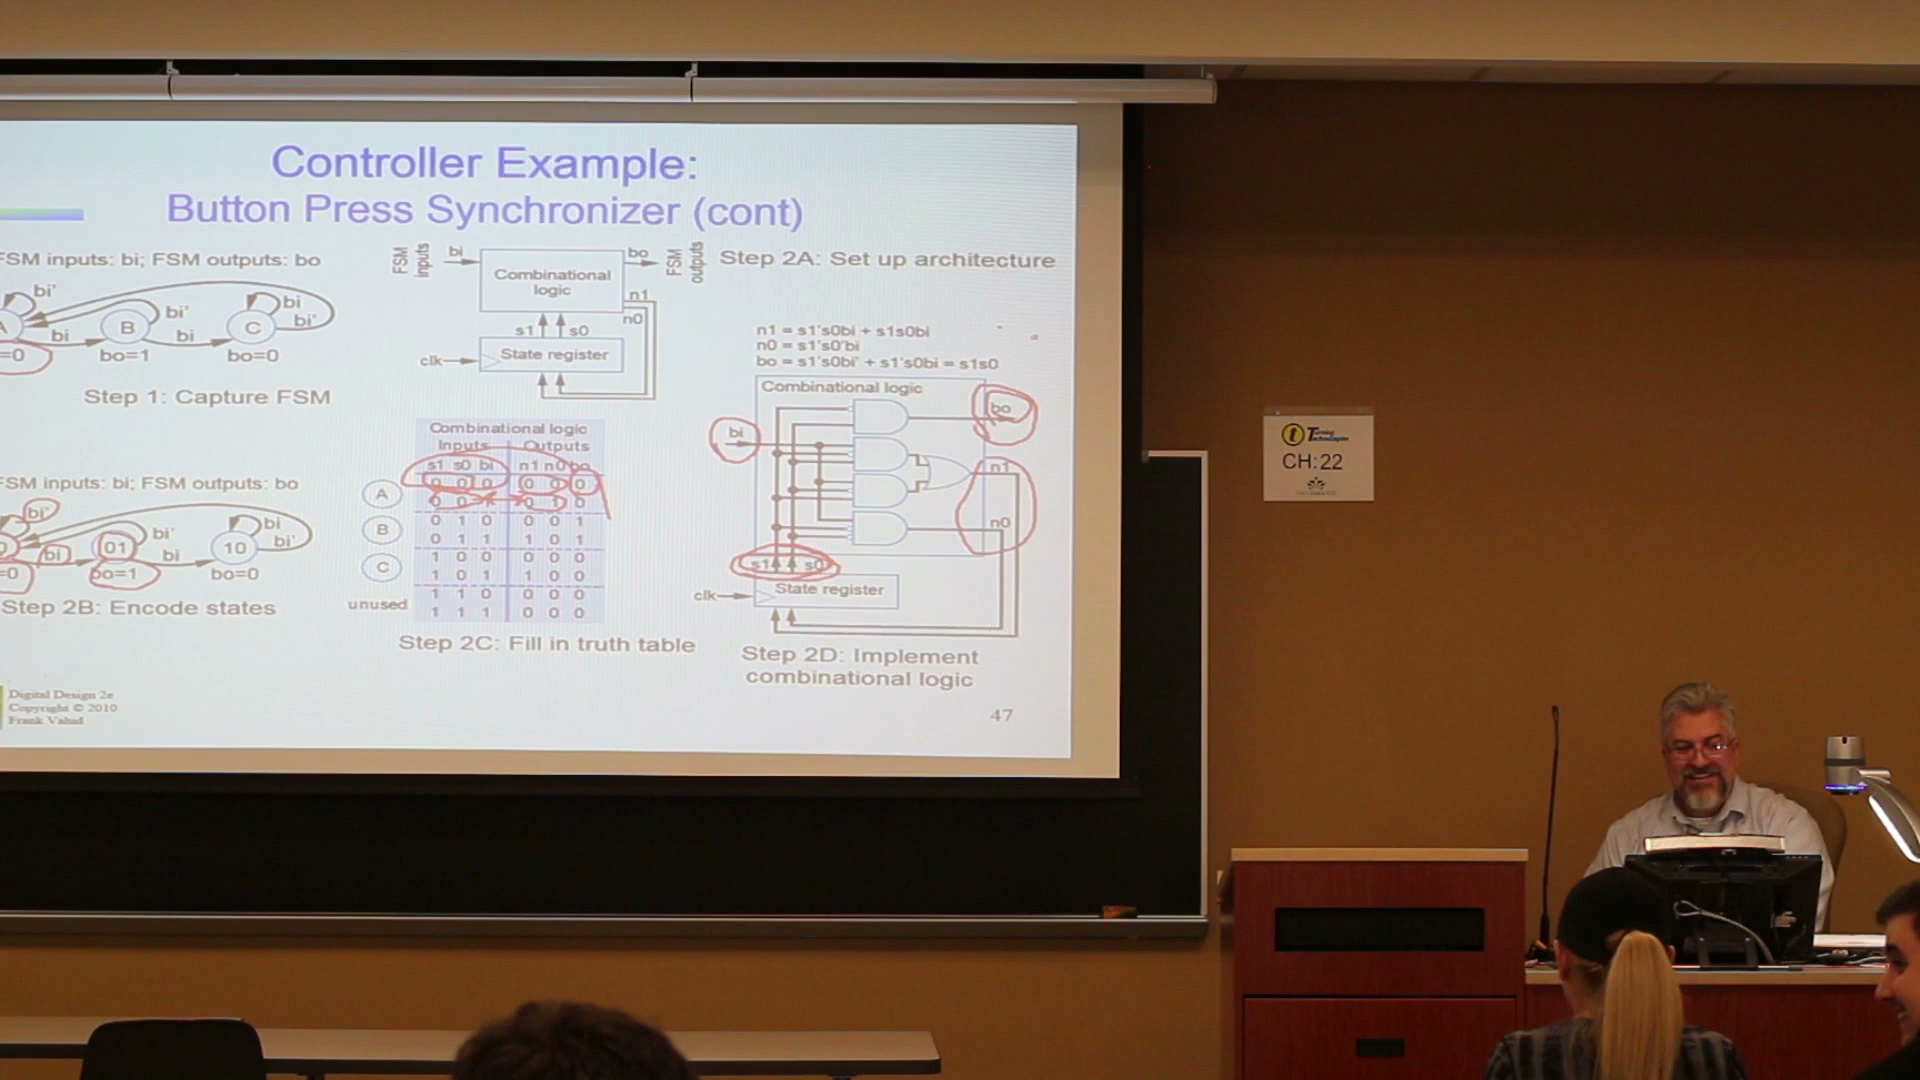 Controller Example:
Button Press Synchronizer (cont)
FSM inputs: bi; FSM outputs: bo
bi'
bi
B
bo=1
bi'
bi
C
bo=0
bi
bi'
=0
Step 1: Capture FSM
FSM inputs
bi
Combinational logic
bo
FSM outputs
n1
n0
s1 s0
clk
State register
Step 2A: Set up architecture
n1 = s1's0bi + s1s0bi
n0 = s1's0'bi
bo = s1's0bi' + s1's0bi = s1s0
Combinational logic
bi
bo
n1
n0
s1 s0
clk
State register
Step 2D: Implement
combinational logic
FSM inputs: bi; FSM outputs: bo
bi'
bi
01
bo=1
bi'
bi
10
bo=0
bi
bi'
=0
Step 2B: Encode states
Combinational logic
Inputs Outputs
s1 s0 bi n1 n0 bo
A 0 0 0 0 0 0
0 0 1 0 1 0
B 0 1 0 0 0 1
0 1 1 1 0 1
C 1 0 0 0 0 0
1 0 1 1 0 0
unused 1 1 0 0 0 0
1 1 1 0 0 0
Step 2C: Fill in truth table
Digital Design 2e
Copyright © 2010
Frank Vahid
47
Turning
Technologies
CH:22